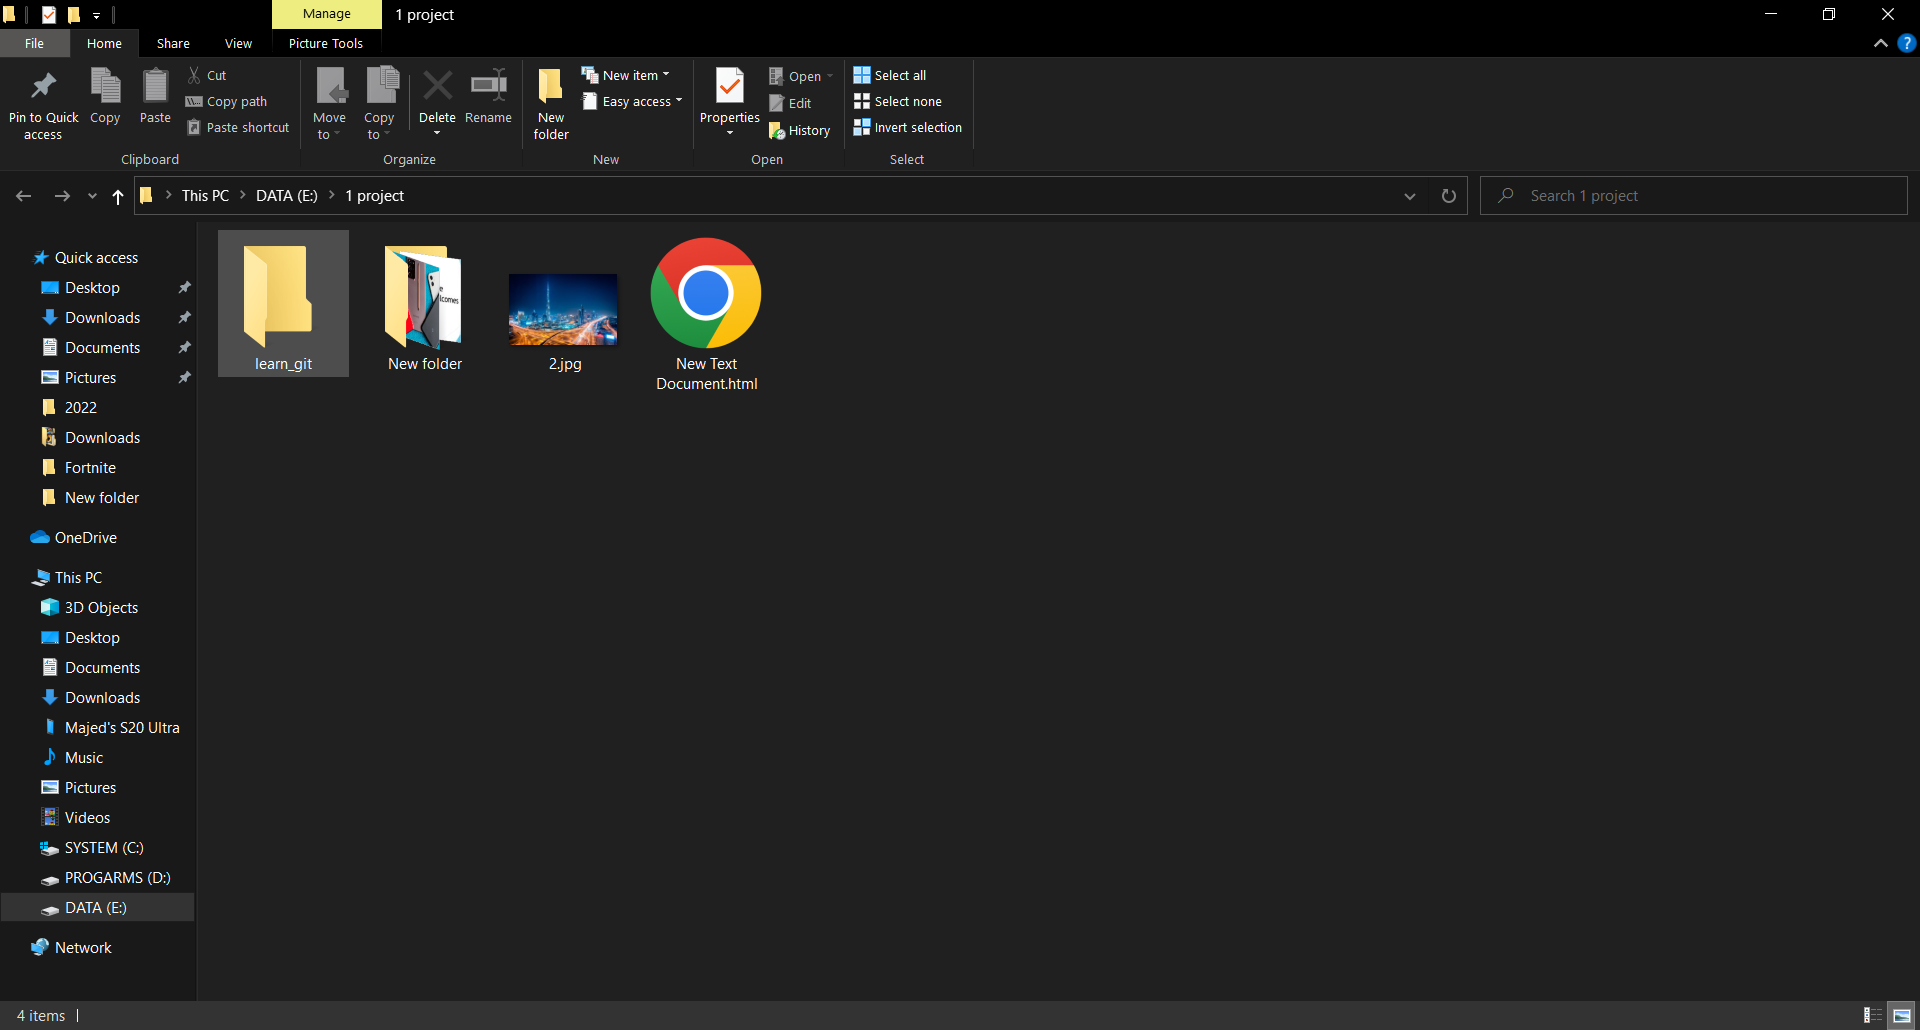 Manage
1 project
File
Home
Share
View
Picture Tools
?
Pin to Quick
access
Copy
Paste
Cut
Copy path
Paste shortcut
Clipboard
Move
to
Copy
to
Delete
Rename
Organize
New
folder
New item
Easy access
New
Properties
Open
Edit
History
Open
Select all
Select none
Invert selection
Select
This PC
DATA (E:)
1 project
Search 1 project
Quick access
Desktop
Downloads
Documents
Pictures
2022
Downloads
Fortnite
New folder
OneDrive
This PC
3D Objects
Desktop
Documents
Downloads
Majed's S20 Ultra
Music
Pictures
Videos
SYSTEM (C:)
PROGARMS (D:)
DATA (E:)
Network
learn_git
New folder
2.jpg
New Text
Document.html
4 items